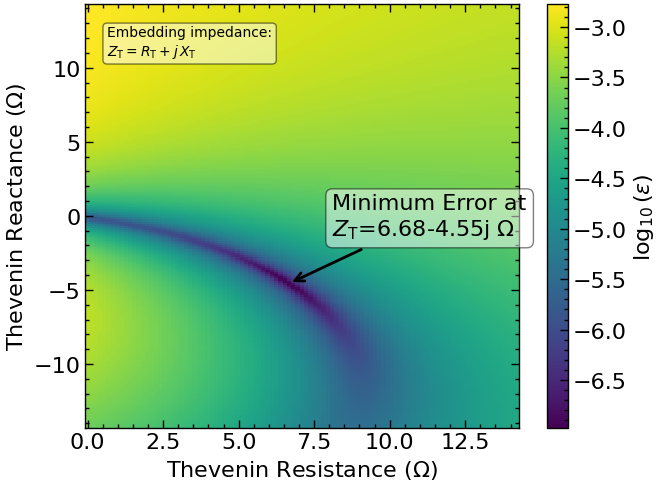 Embedding impedance:
Z_T = R_T + j X_T
Minimum Error at
Z_T=6.68-4.55j Ω
Thevenin Reactance (Ω)
10
5
0
−5
−10
0.0 2.5 5.0 7.5 10.0 12.5
Thevenin Resistance (Ω)
−3.0
−3.5
−4.0
−4.5
−5.0
−5.5
−6.0
−6.5
log₁₀(ε)